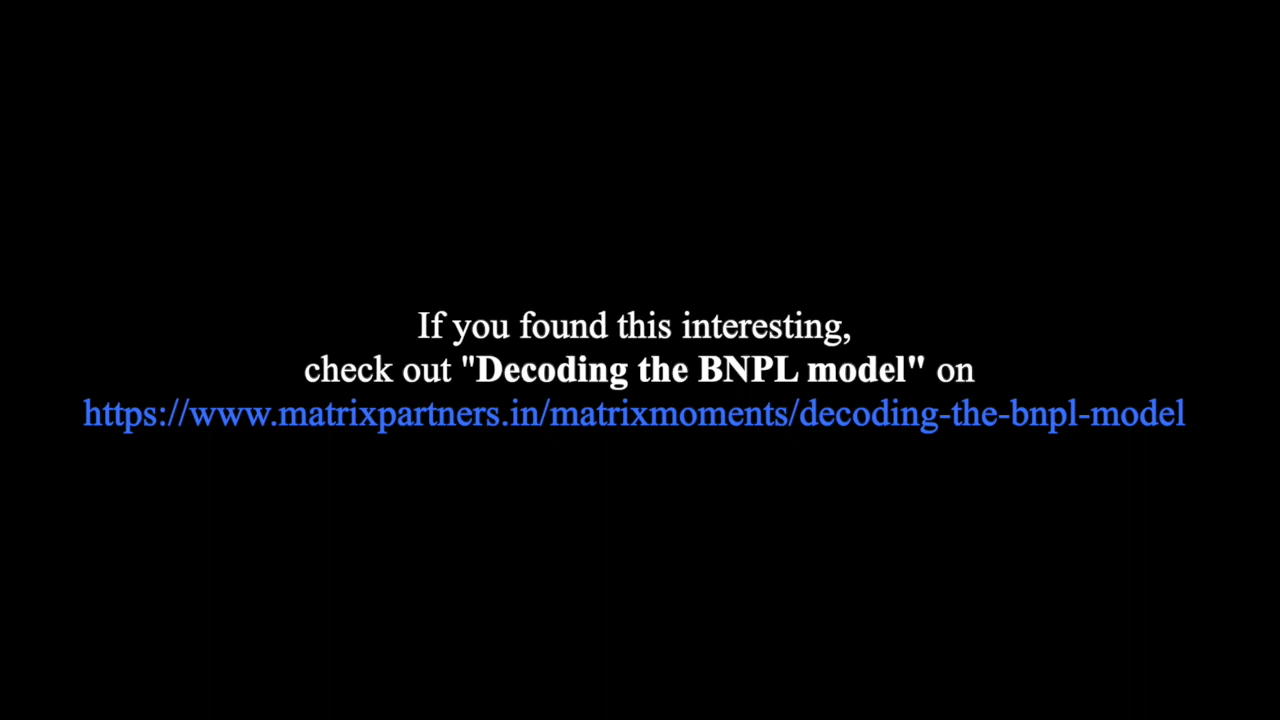 If you found this interesting,
check out "Decoding the BNPL model" on
https://www.matrixpartners.in/matrixmoments/decoding-the-bnpl-model